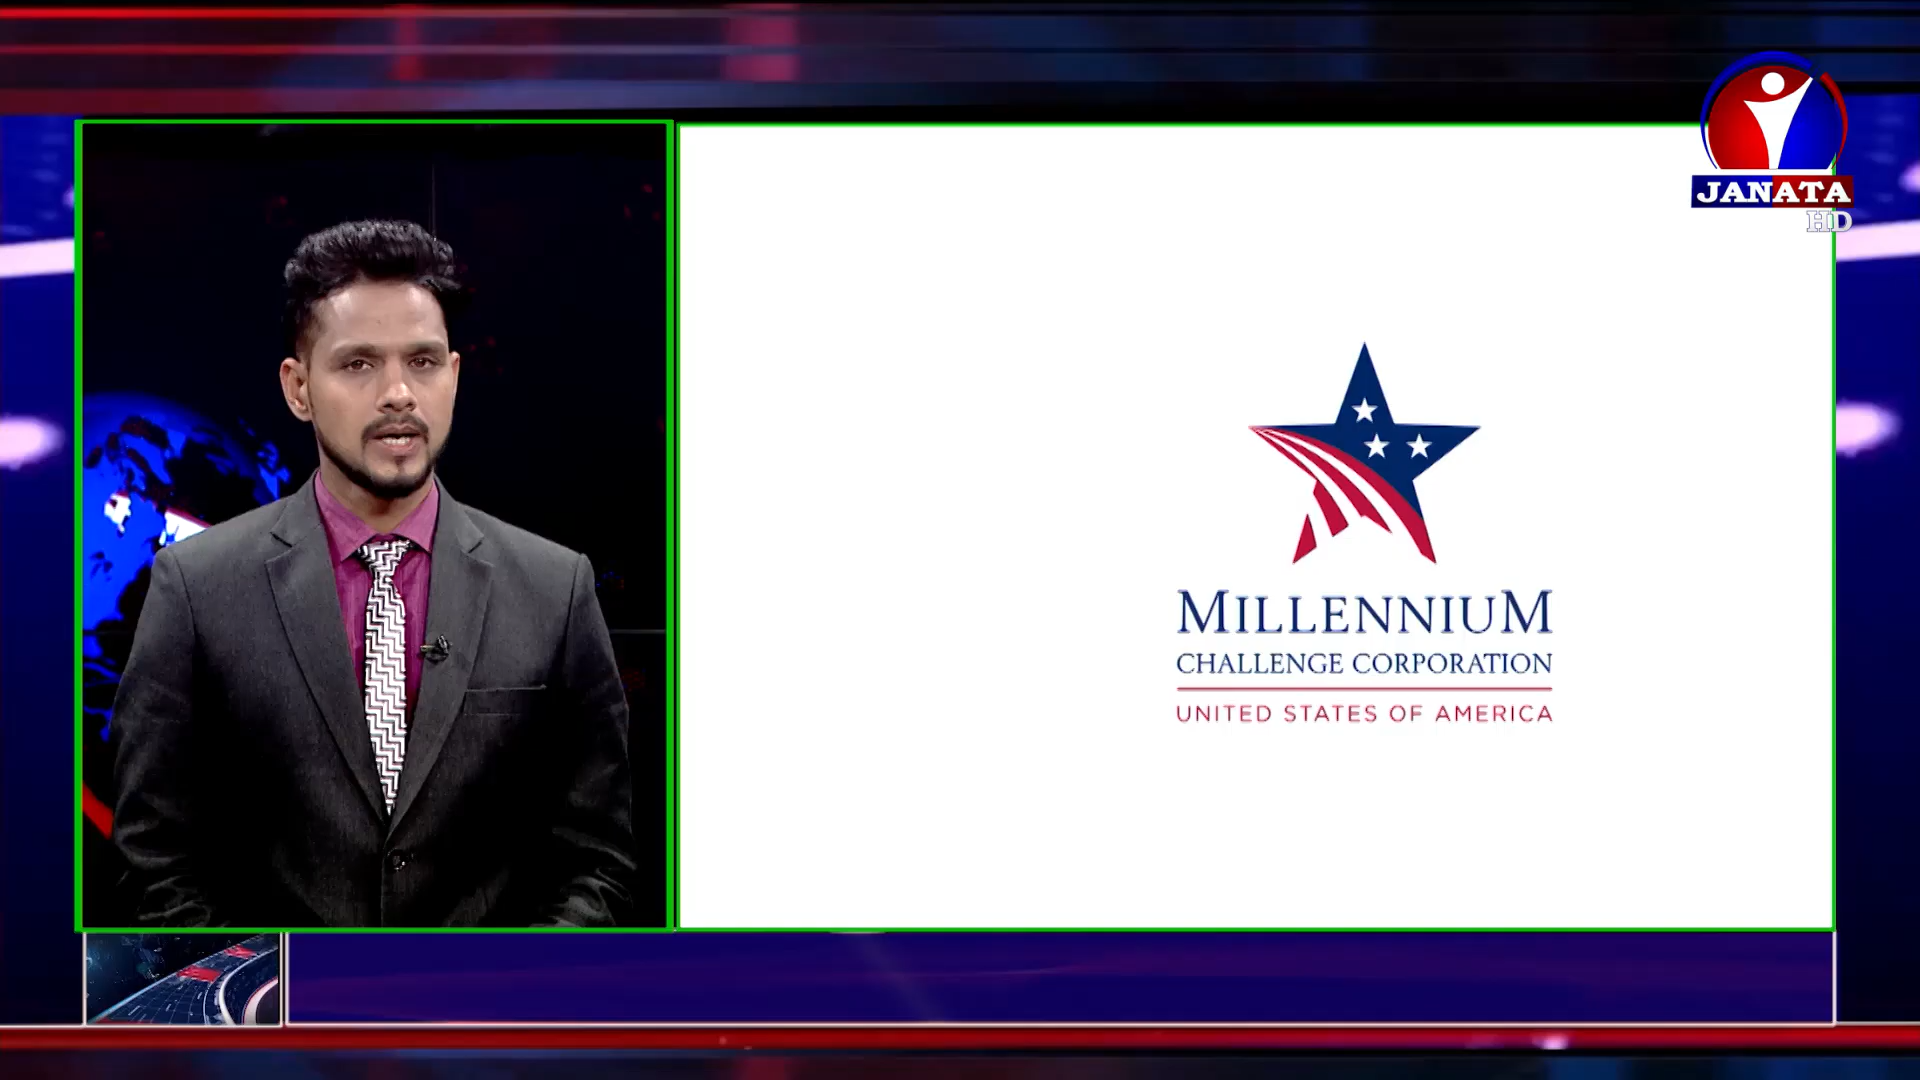 JANATA
HD
MILLENNIUM
CHALLENGE CORPORATION
UNITED STATES OF AMERICA